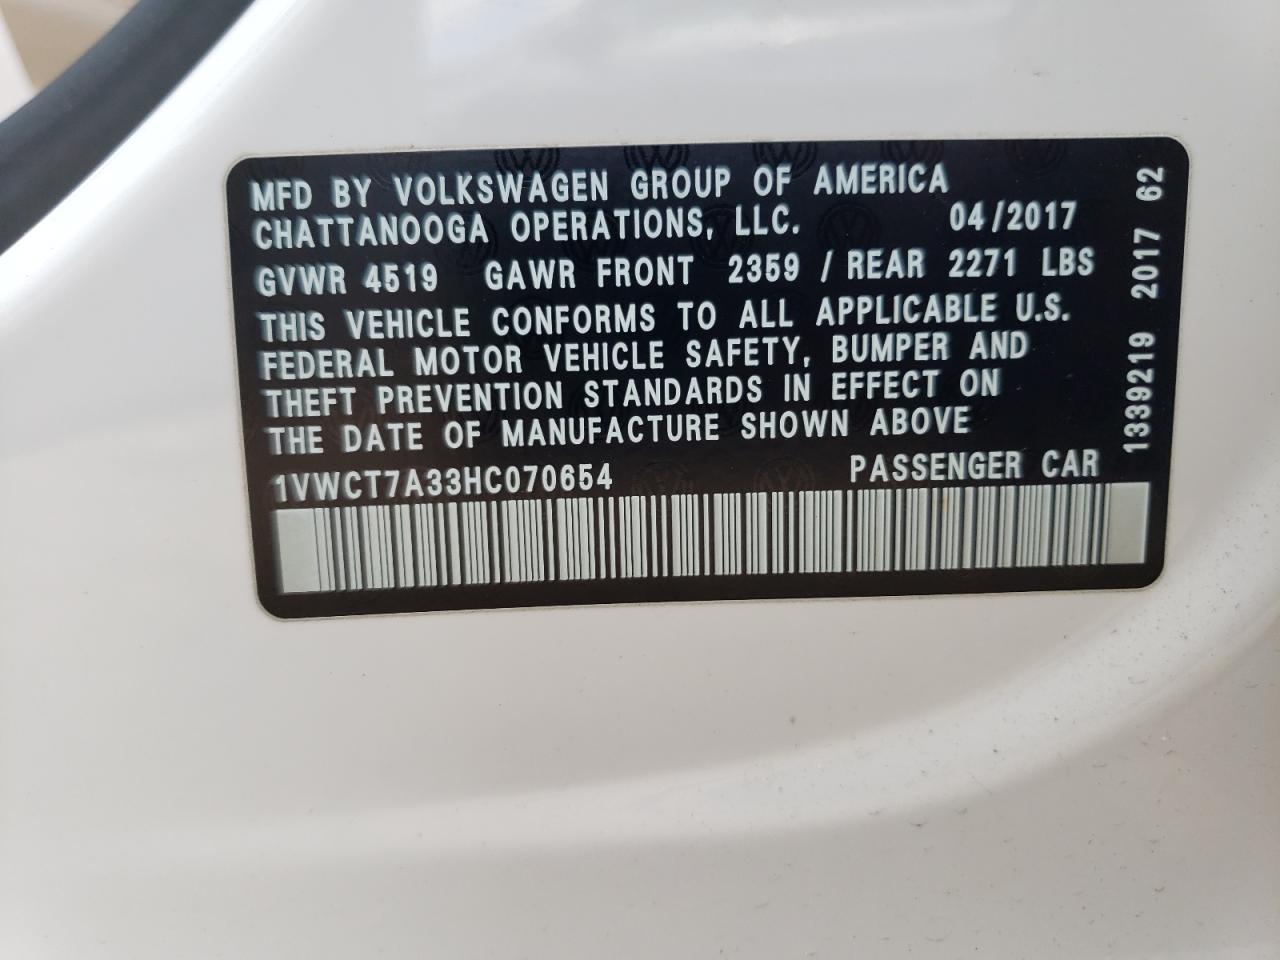 MFD BY VOLKSWAGEN GROUP OF AMERICA
CHATTANOOGA OPERATIONS, LLC. 04/2017
GVWR 4519 GAWR FRONT 2359 / REAR 2271 LBS
THIS VEHICLE CONFORMS TO ALL APPLICABLE U.S.
FEDERAL MOTOR VEHICLE SAFETY, BUMPER AND
THEFT PREVENTION STANDARDS IN EFFECT ON
THE DATE OF MANUFACTURE SHOWN ABOVE
1VWCT7A33HC070654 PASSENGER CAR
1339219 2017 62